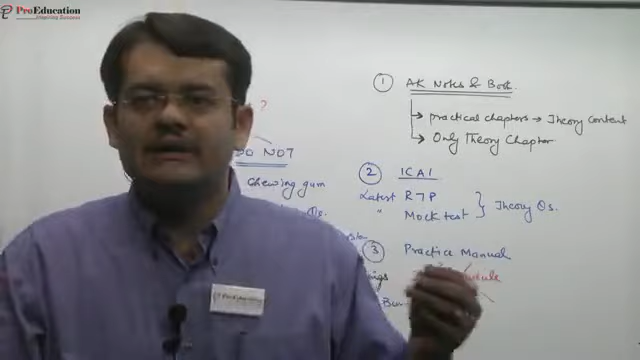 ProEducation
Inspiring Success
?
DO NOT
chewing gum
① AK Notes & Book
→ practical chapters → Theory Content
→ Only Theory Chapter
② ICAI
Latest RTP
" Mock test } Theory Qs.
③ Practice Manual